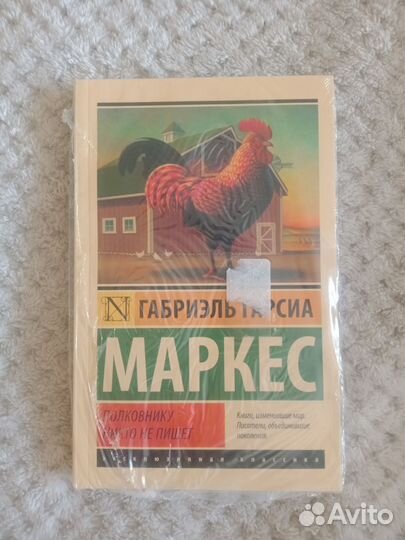 N
ГАБРИЭЛЬ ГАРСИА
МАРКЕС
ПОЛКОВНИКУ
НИКТО НЕ ПИШЕТ
Книги, изменившие мир.
Писатели, объединившие
поколения.
ЭКСКЛЮЗИВНАЯ КЛАССИКА
Avito